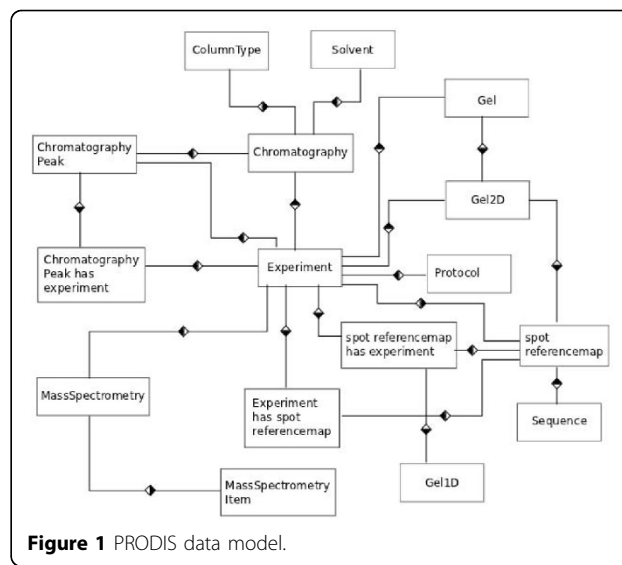 ColumnType
Solvent
Gel
Chromatography
Peak
Chromatography
Gel2D
Chromatography
Peak has
experiment
Experiment
Protocol
spot referencemap
has experiment
spot
referencemap
MassSpectrometry
Experiment
has spot
referencemap
Sequence
MassSpectrometry
Item
Gel1D
Figure 1 PRODIS data model.